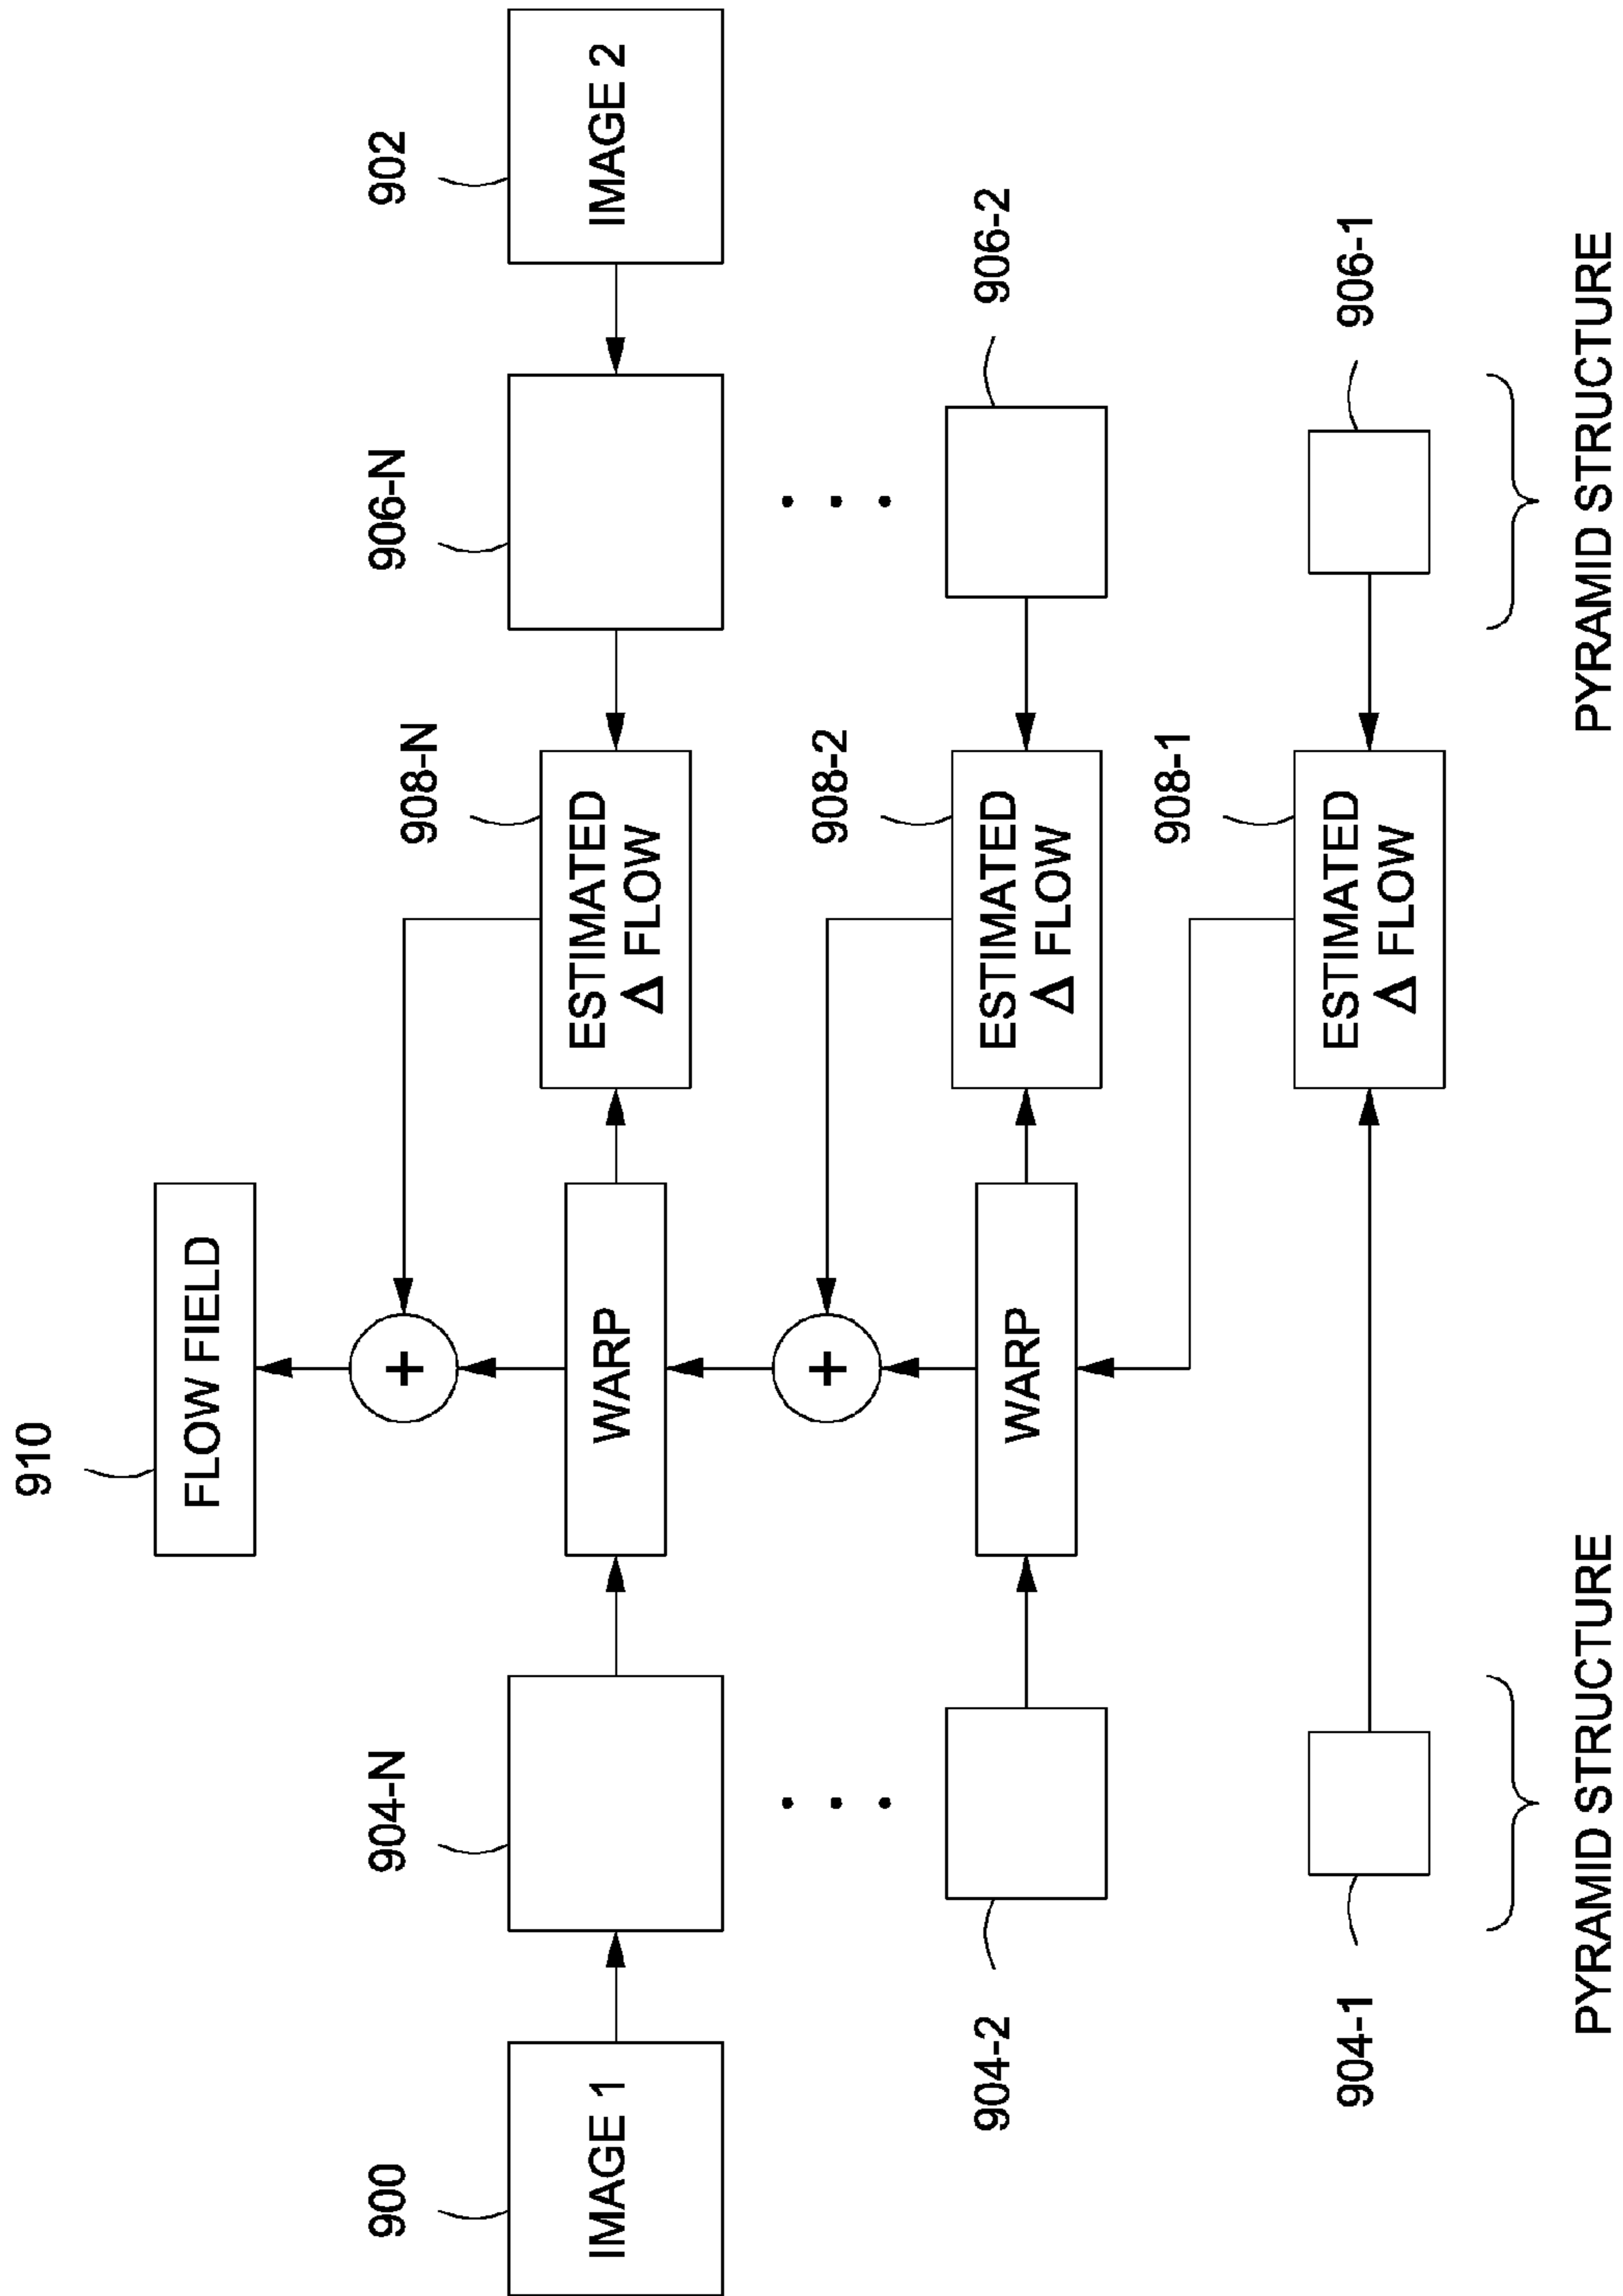 910
FLOW FIELD
900
904-N
908-N
906-N
902
IMAGE 1
WARP
ESTIMATED
Δ FLOW
IMAGE 2
+
+
908-2
904-2
WARP
ESTIMATED
Δ FLOW
906-2
908-1
904-1
ESTIMATED
Δ FLOW
906-1
PYRAMID STRUCTURE
PYRAMID STRUCTURE